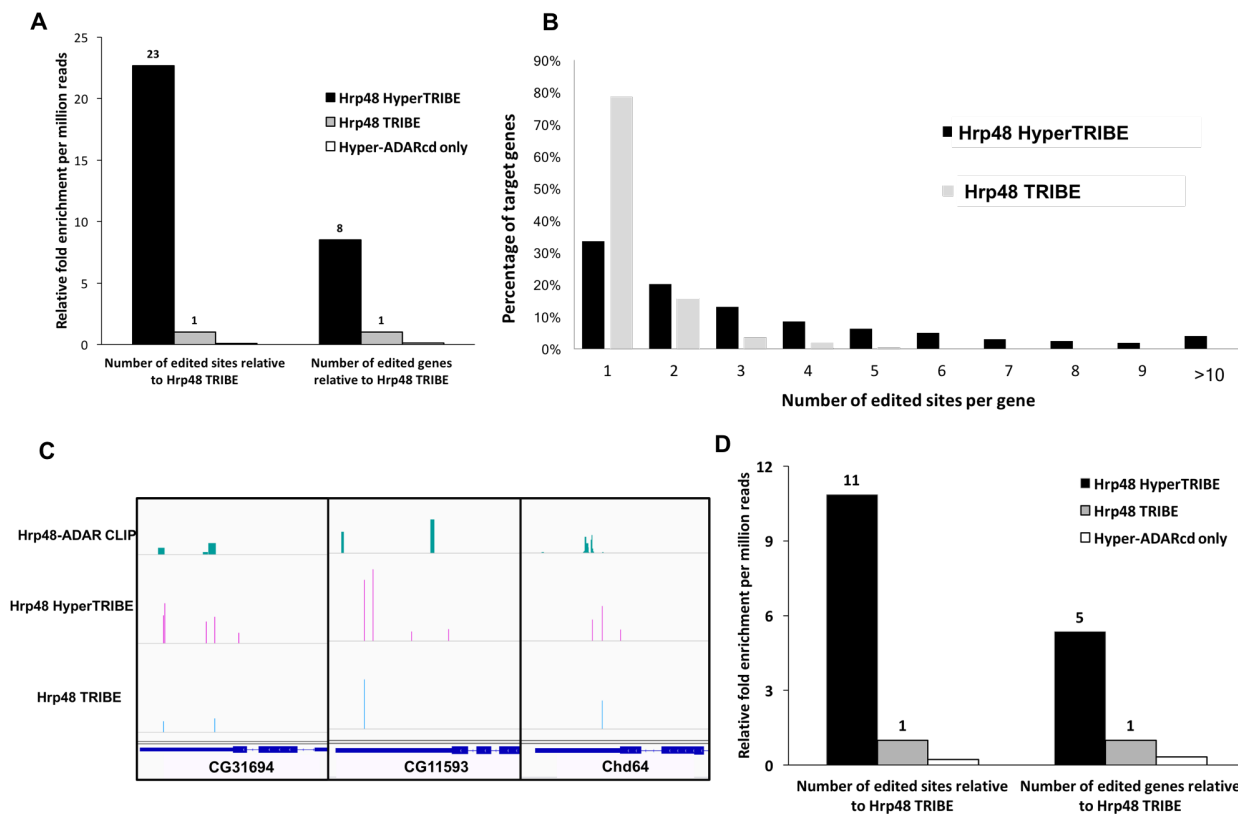 A
Relative fold enrichment per million reads
25
20
15
10
5
0
23
1
8
1
Hrp48 HyperTRIBE
Hrp48 TRIBE
Hyper-ADARcd only
Number of edited sites relative
to Hrp48 TRIBE
Number of edited genes
relative to Hrp48 TRIBE
B
Percentage of target genes
90%
80%
70%
60%
50%
40%
30%
20%
10%
0%
Hrp48 HyperTRIBE
Hrp48 TRIBE
1 2 3 4 5 6 7 8 9 >10
Number of edited sites per gene
C
Hrp48-ADAR CLIP
Hrp48 HyperTRIBE
Hrp48 TRIBE
CG31694 CG11593 Chd64
D
Relative fold enrichment per million reads
12
9
6
3
0
11
1
5
1
Hrp48 HyperTRIBE
Hrp48 TRIBE
Hyper-ADARcd only
Number of edited sites relative
to Hrp48 TRIBE
Number of edited genes relative
to Hrp48 TRIBE